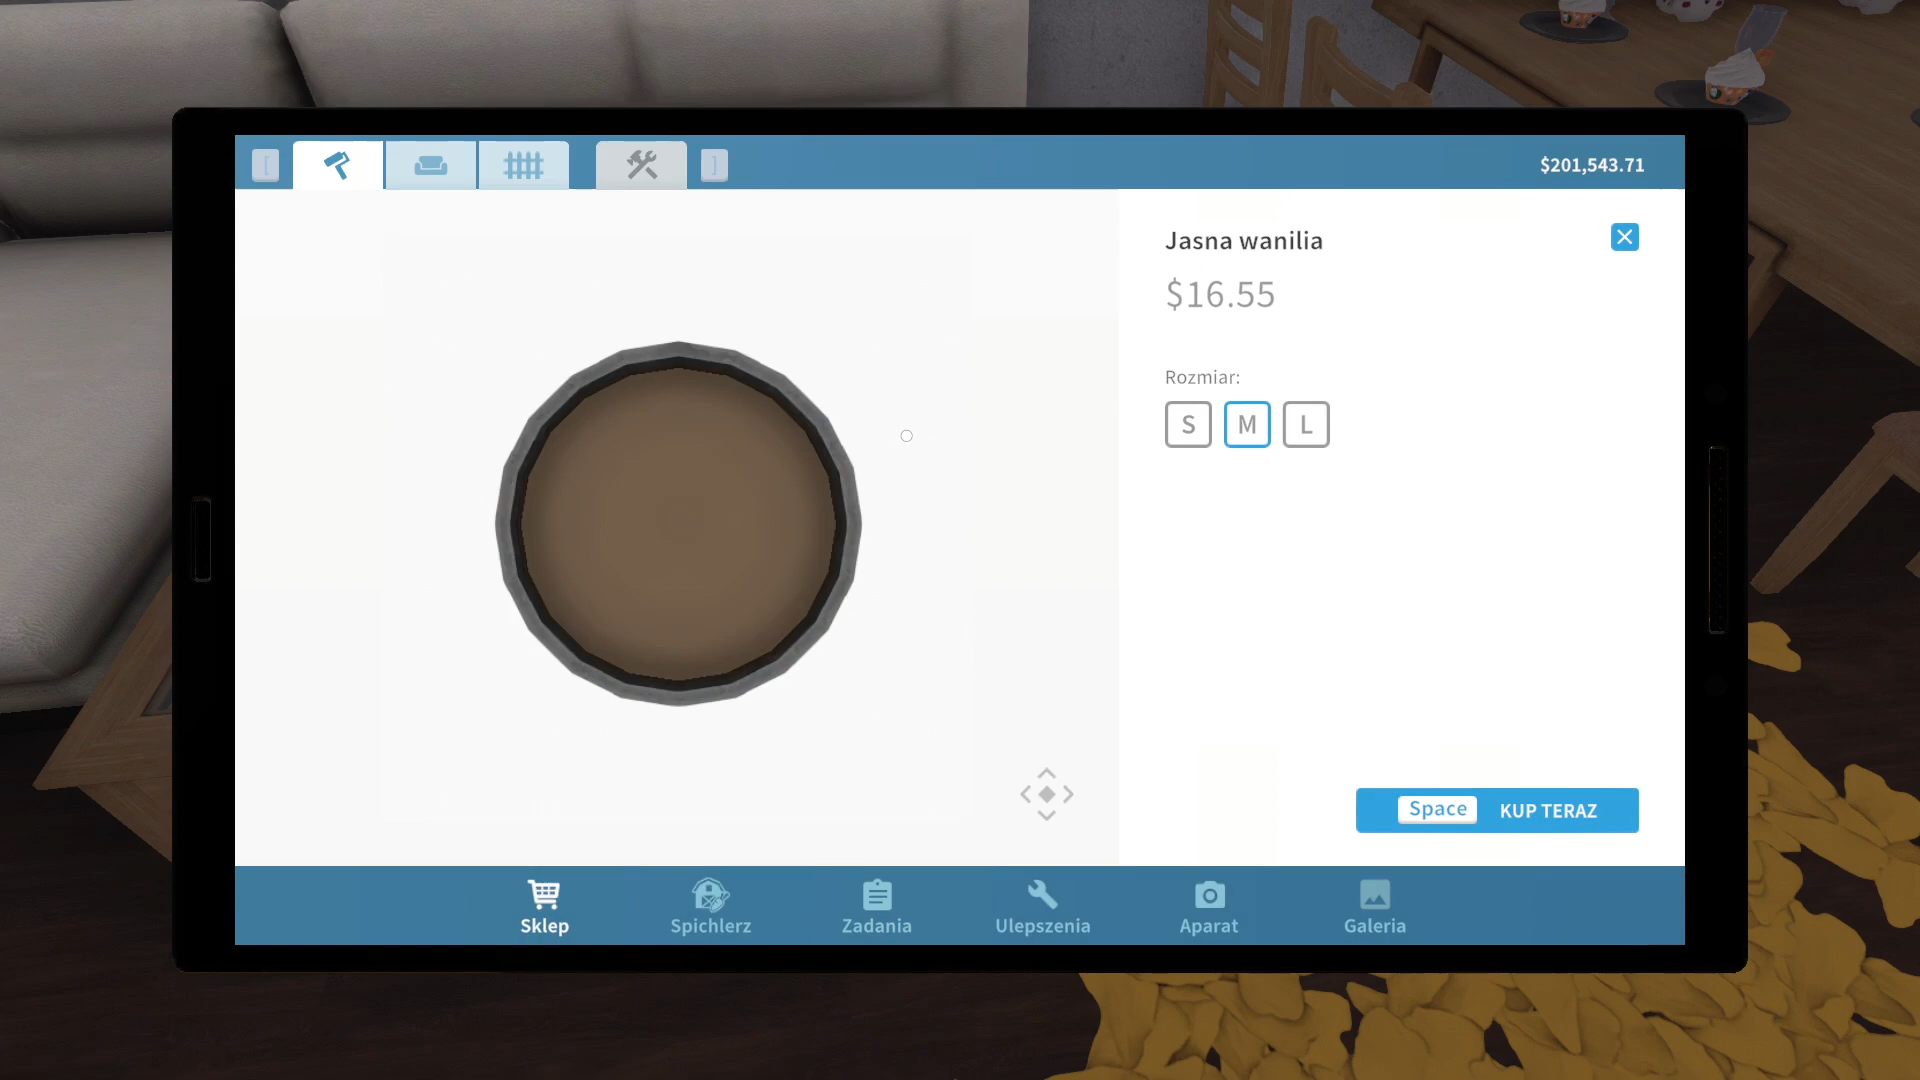 [
]
$201,543.71
Jasna wanilia
$16.55
Rozmiar:
S M L
Space KUP TERAZ
Sklep Spichlerz Zadania Ulepszenia Aparat Galeria